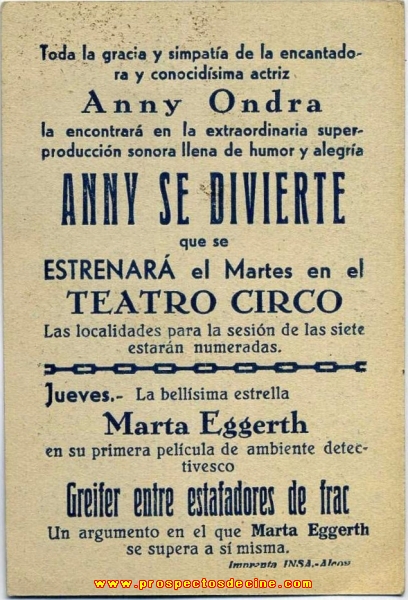 Toda la gracia y simpatía de la encantado-
ra y conocidísima actriz
Anny Ondra
la encontrará en la extraordinaria super-
producción sonora llena de humor y alegría
ANNY SE DIVIERTE
que se
ESTRENARÁ el Martes en el
TEATRO CIRCO
Las localidades para la sesión de las siete
estarán numeradas.
Jueves.- La bellísima estrella
Marta Eggerth
en su primera película de ambiente detec-
tivesco
Greifer entre estafadores de frac
Un argumento en el que Marta Eggerth
se supera a sí misma.
Imprenta INSA.-Alcoy
www.prospectosdecine.com